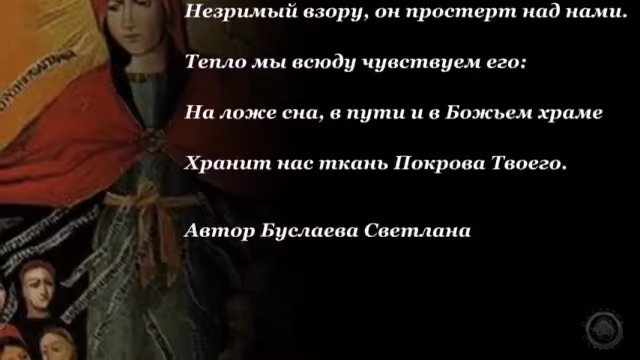 Незримый взору, он простерт над нами.
Тепло мы всюду чувствуем его:
На ложе сна, в пути и в Божьем храме
Хранит нас ткань Покрова Твоего.
Автор Буслаева Светлана